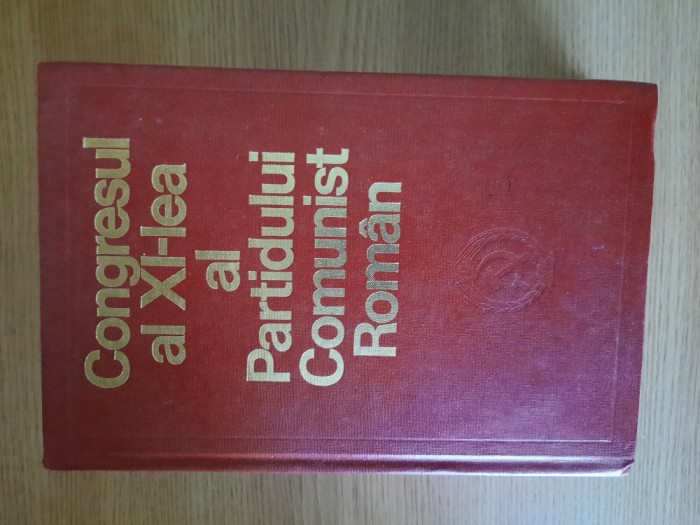 Congresul
al XI-lea
al
Partidului
Comunist
Român